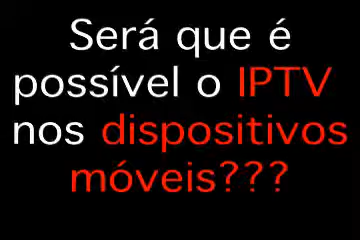 Será que é
possível o IPTV
nos dispositivos
móveis???